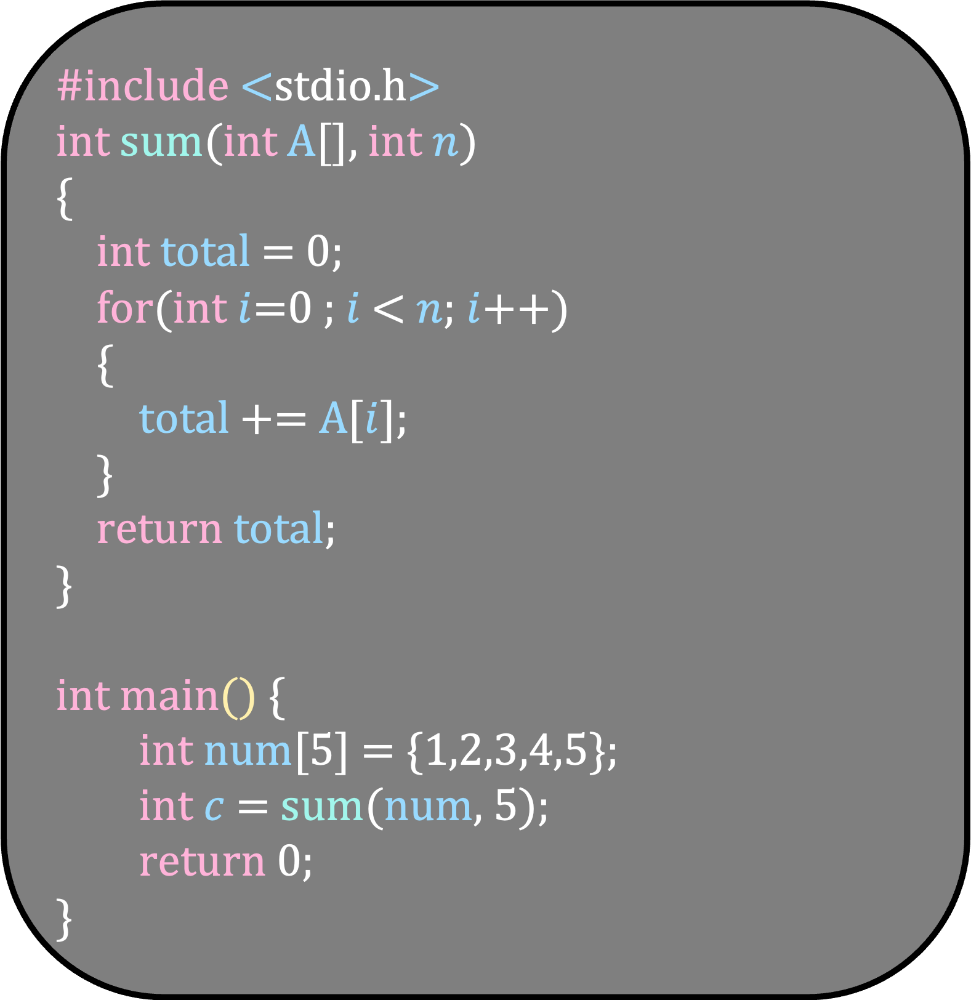 #include <stdio.h>
int sum(int A[], int n)
{
    int total = 0;
    for(int i=0 ; i < n; i++)
    {
        total += A[i];
    }
    return total;
}

int main() {
        int num[5] = {1,2,3,4,5};
        int c = sum(num, 5);
        return 0;
}